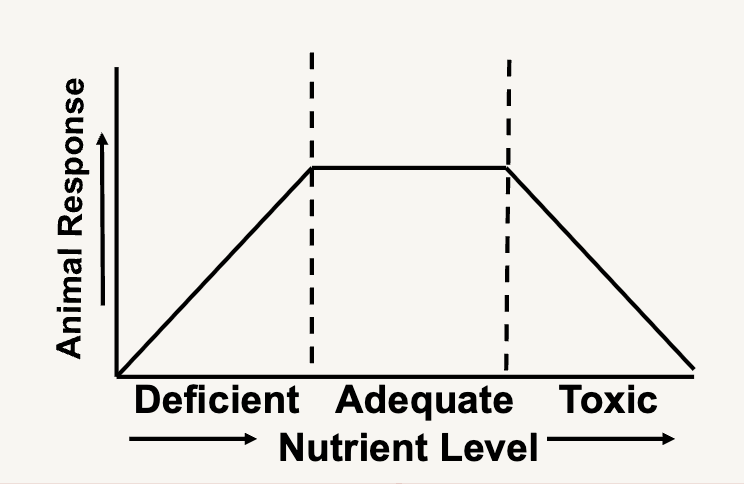 Animal Response
Deficient Adequate Toxic
Nutrient Level